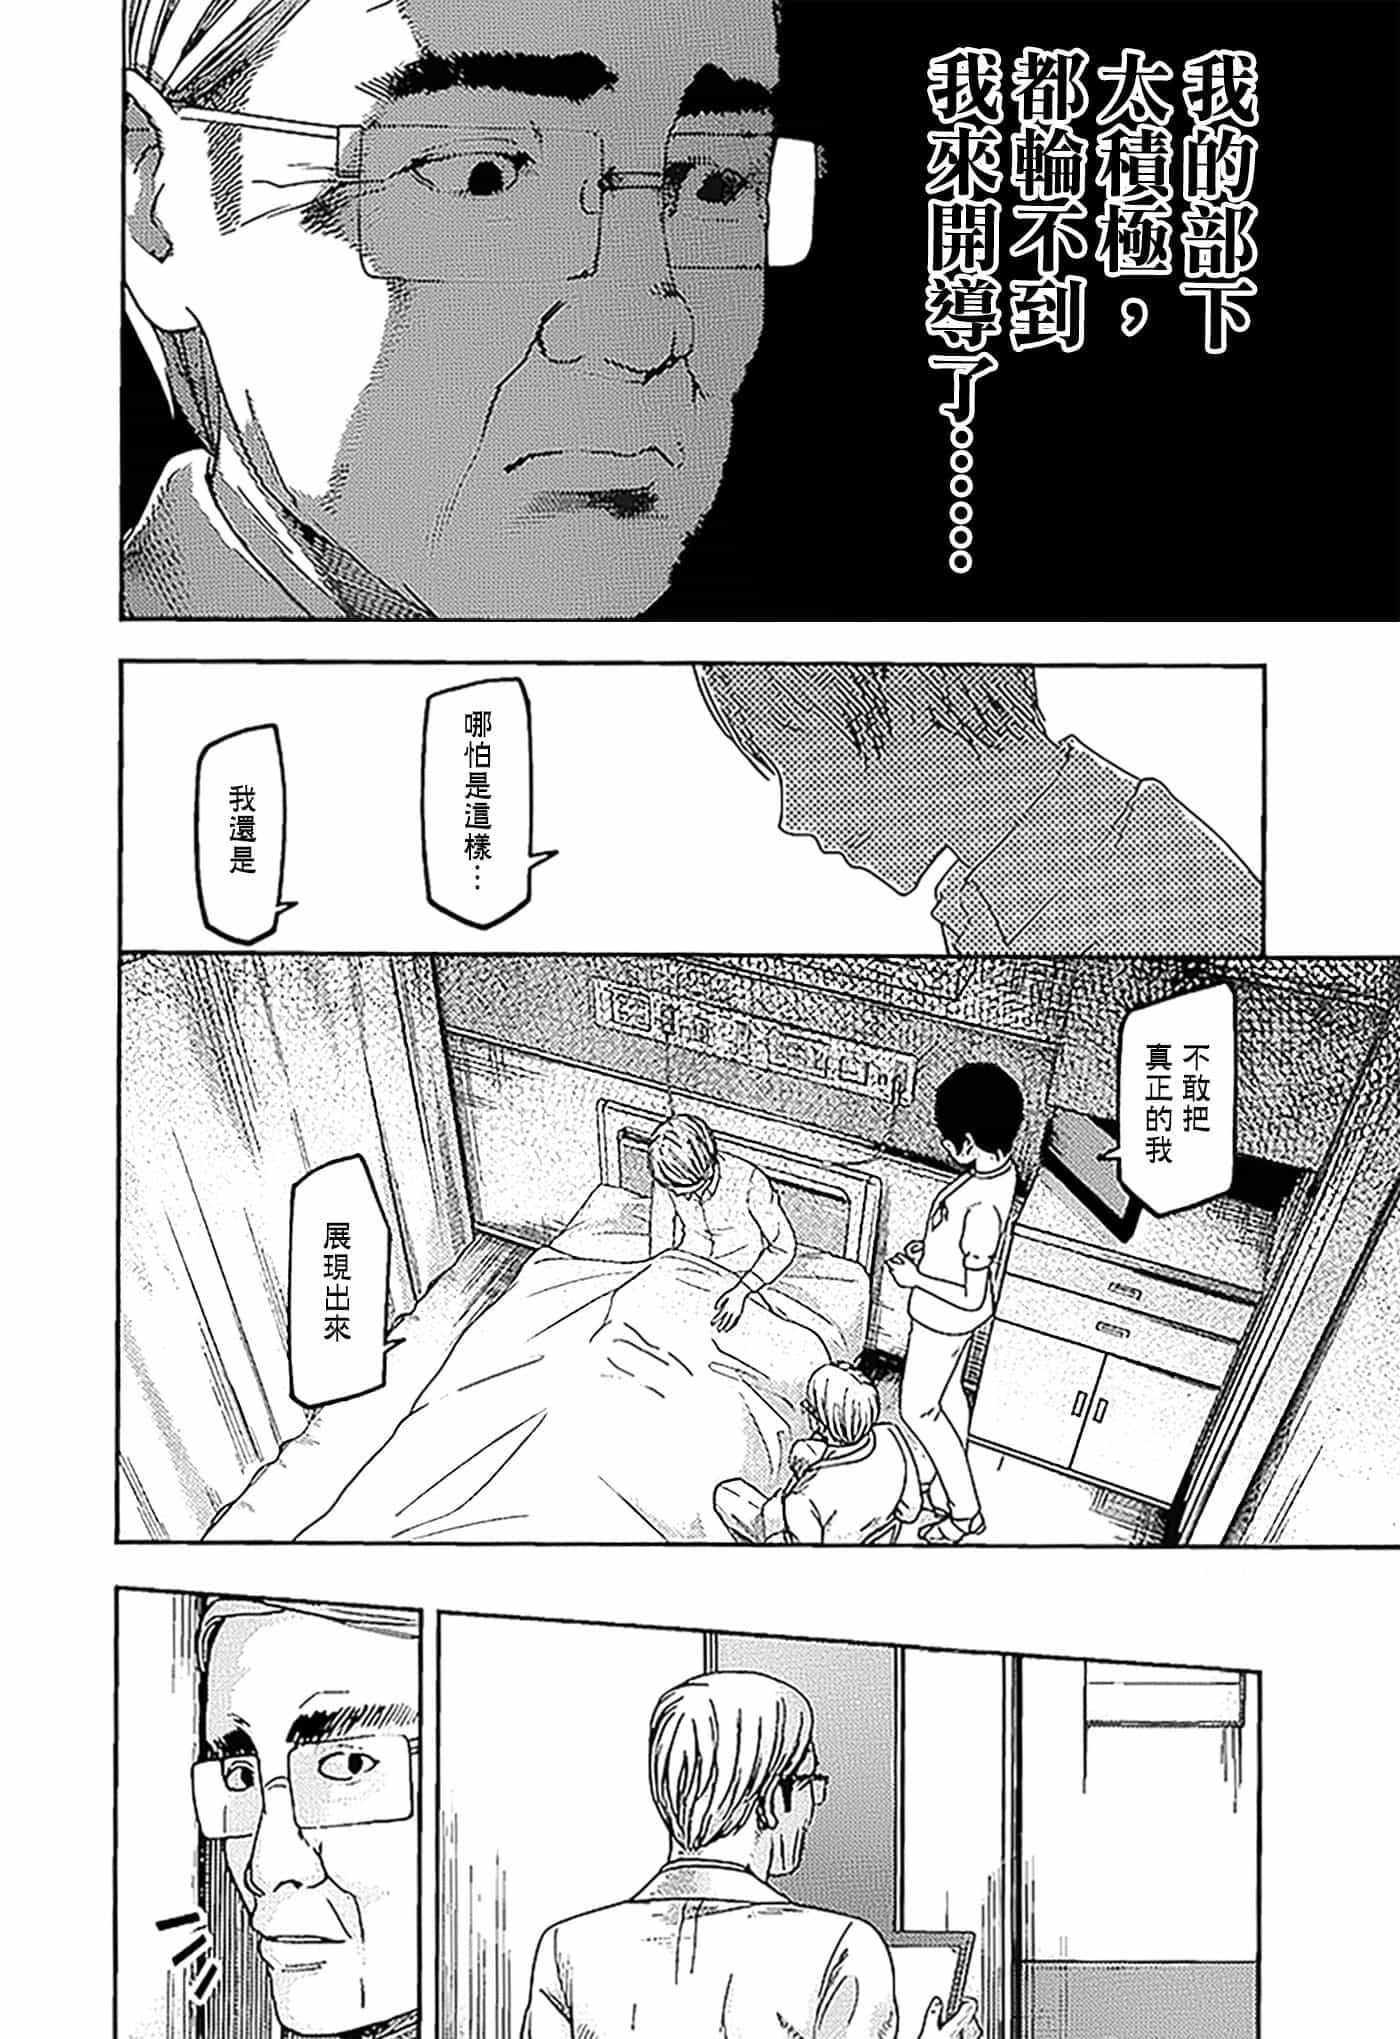 我的部下
太積極，
都輪不到
我來開導了……
哪怕是這樣…
我還是
不敢把
真正的我
展現出來